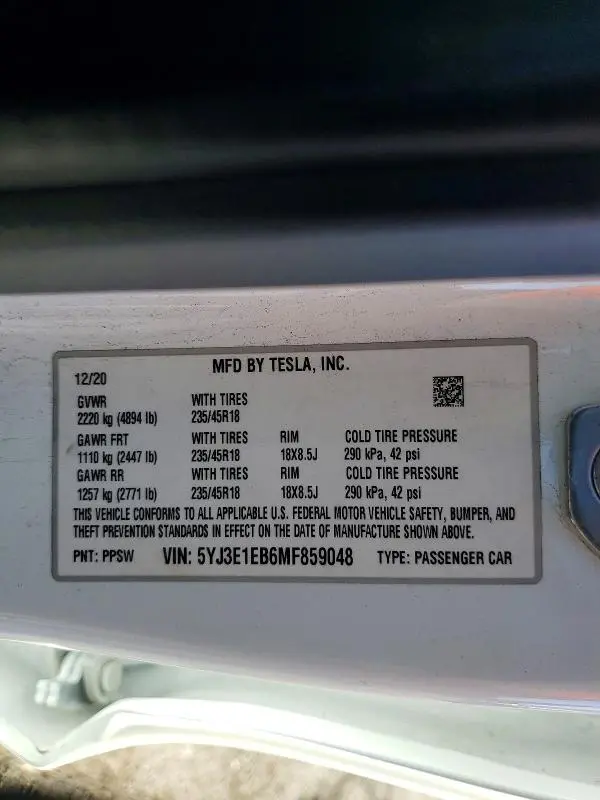 MFD BY TESLA, INC.
12/20
GVWR WITH TIRES
2220 kg (4894 lb) 235/45R18
GAWR FRT WITH TIRES RIM COLD TIRE PRESSURE
1110 kg (2447 lb) 235/45R18 18X8.5J 290 kPa, 42 psi
GAWR RR WITH TIRES RIM COLD TIRE PRESSURE
1257 kg (2771 lb) 235/45R18 18X8.5J 290 kPa, 42 psi
THIS VEHICLE CONFORMS TO ALL APPLICABLE U.S. FEDERAL MOTOR VEHICLE SAFETY, BUMPER, AND
THEFT PREVENTION STANDARDS IN EFFECT ON THE DATE OF MANUFACTURE SHOWN ABOVE.
PNT: PPSW VIN: 5YJ3E1EB6MF859048 TYPE: PASSENGER CAR